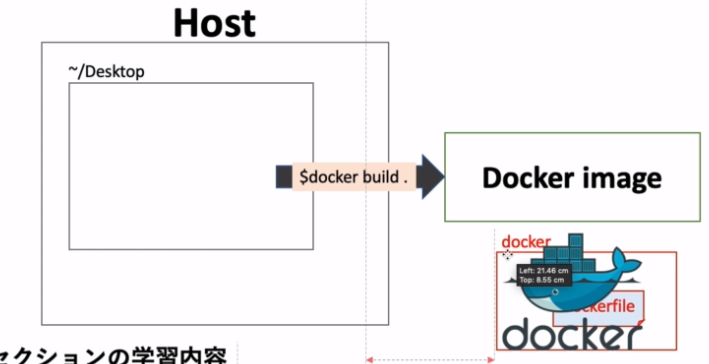 Host
~/Desktop
$docker build .
Docker image
docker
Left: 21.46 cm
Top: 8.55 cm
docker
セクションの学習内容